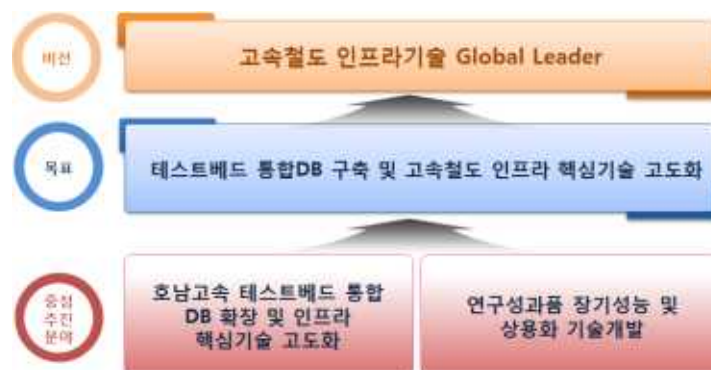 비전
고속철도 인프라기술 Global Leader
목표
테스트베드 통합DB 구축 및 고속철도 인프라 핵심기술 고도화
중점
추진
분야
호남고속 테스트베드 통합
DB 확장 및 인프라
핵심기술 고도화
연구성과품 장기성능 및
상용화 기술개발